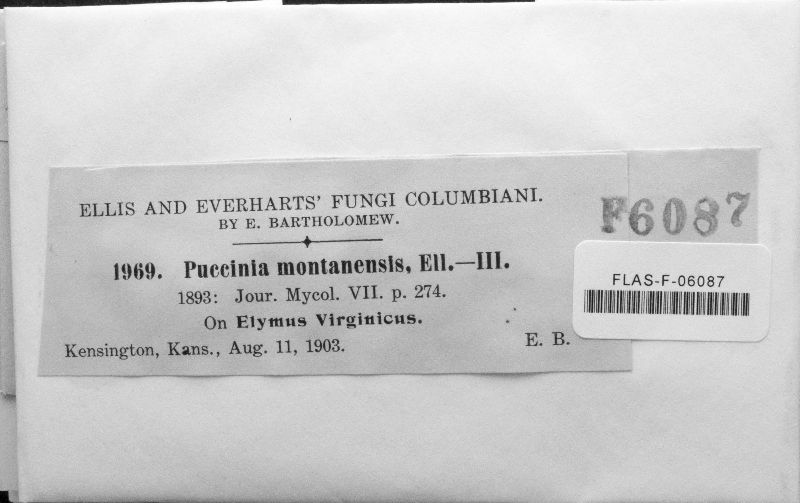 ELLIS AND EVERHARTS' FUNGI COLUMBIANI.
BY E. BARTHOLOMEW.
1969. Puccinia montanensis, Ell.—III.
1893: Jour. Mycol. VII. p. 274.
On Elymus Virginicus.
Kensington, Kans., Aug. 11, 1903.
E. B.
F6087
FLAS-F-06087